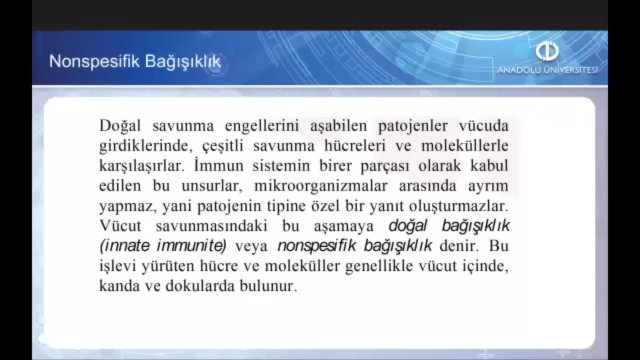 Nonspesifik Bağışıklık
ANADOLU ÜNİVERSİTESİ
Doğal savunma engellerini aşabilen patojenler vücuda
girdiklerinde, çeşitli savunma hücreleri ve moleküllerle
karşılaşırlar. İmmun sistemin birer parçası olarak kabul
edilen bu unsurlar, mikroorganizmalar arasında ayrım
yapmaz, yani patojenin tipine özel bir yanıt oluşturmazlar.
Vücut savunmasındaki bu aşamaya doğal bağışıklık
(innate immunite) veya nonspesifik bağışıklık denir. Bu
işlevi yürüten hücre ve moleküller genellikle vücut içinde,
kanda ve dokularda bulunur.